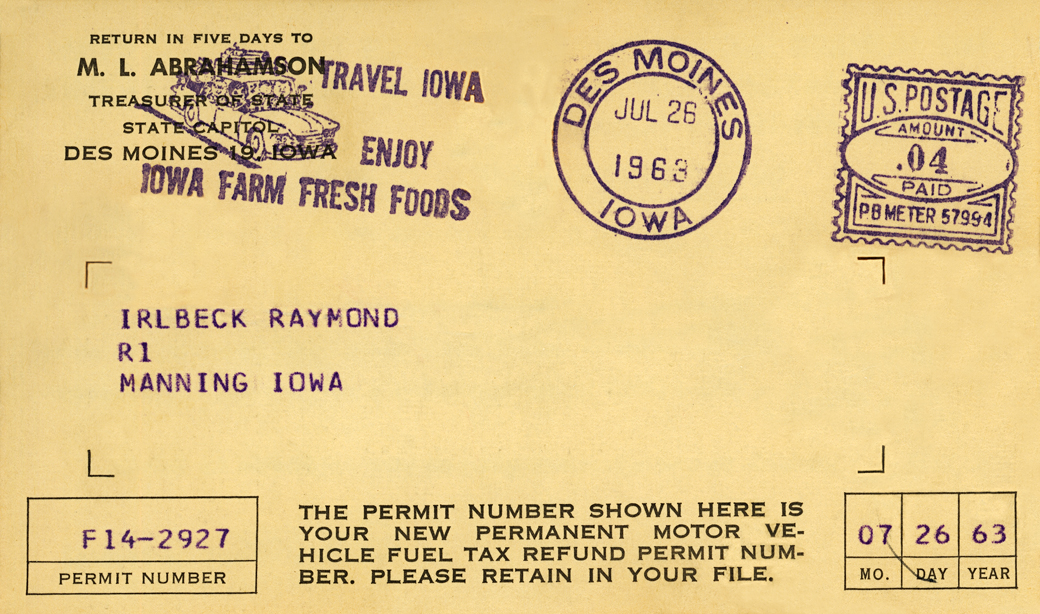 RETURN IN FIVE DAYS TO
M. L. ABRAHAMSON
TREASURER OF STATE
STATE CAPITOL
DES MOINES 19, IOWA
TRAVEL IOWA
ENJOY
IOWA FARM FRESH FOODS
DES MOINES
JUL 26
1963
IOWA
U.S. POSTAGE
AMOUNT
.04
PAID
PB METER 57994
IRLBECK RAYMOND
R1
MANNING IOWA
F14-2927
PERMIT NUMBER
THE PERMIT NUMBER SHOWN HERE IS
YOUR NEW PERMANENT MOTOR VE-
HICLE FUEL TAX REFUND PERMIT NUM-
BER. PLEASE RETAIN IN YOUR FILE.
07 26 63
MO. DAY YEAR